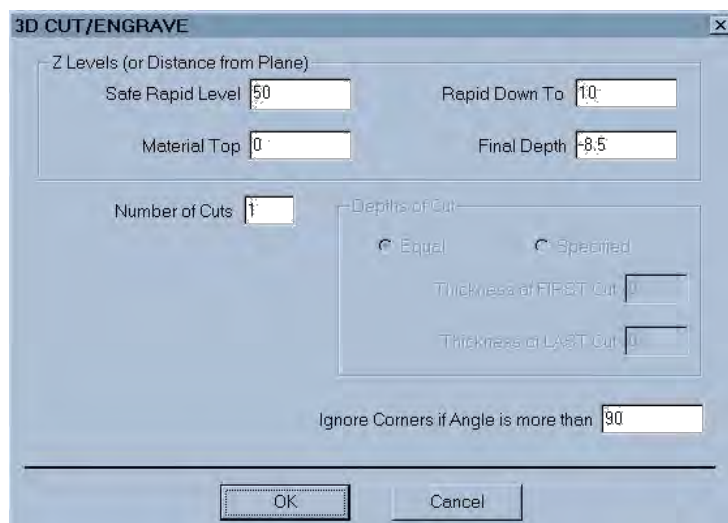 3D CUT/ENGRAVE
Z Levels (or Distance from Plane)
Safe Rapid Level 50 Rapid Down To 10
Material Top 0 Final Depth -8.5
Number of Cuts 1 Depths of Cut
Equal Specified
Thickness of FIRST Cut 0
Thickness of LAST Cut 0
Ignore Corners if Angle is more than 90
OK Cancel